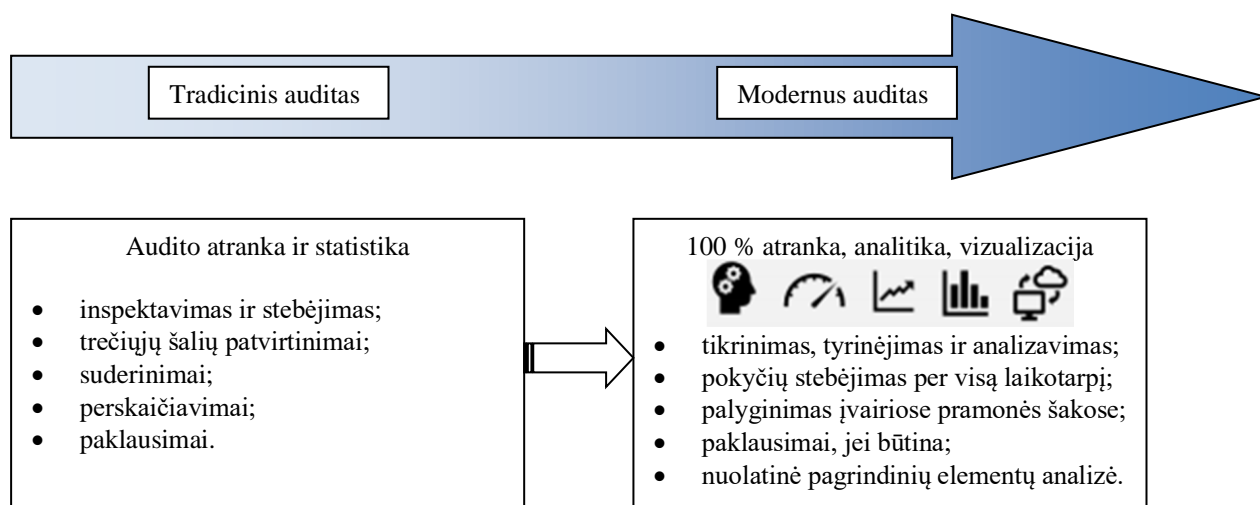 Tradicinis auditas
Modernus auditas
Audito atranka ir statistika
• inspektavimas ir stebėjimas;
• trečiųjų šalių patvirtinimai;
• suderinimai;
• perskaičiavimai;
• paklausimai.
100 % atranka, analitika, vizualizacija
• tikrinimas, tyrinėjimas ir analizavimas;
• pokyčių stebėjimas per visą laikotarpį;
• palyginimas įvairiose pramonės šakose;
• paklausimai, jei būtina;
• nuolatinė pagrindinių elementų analizė.